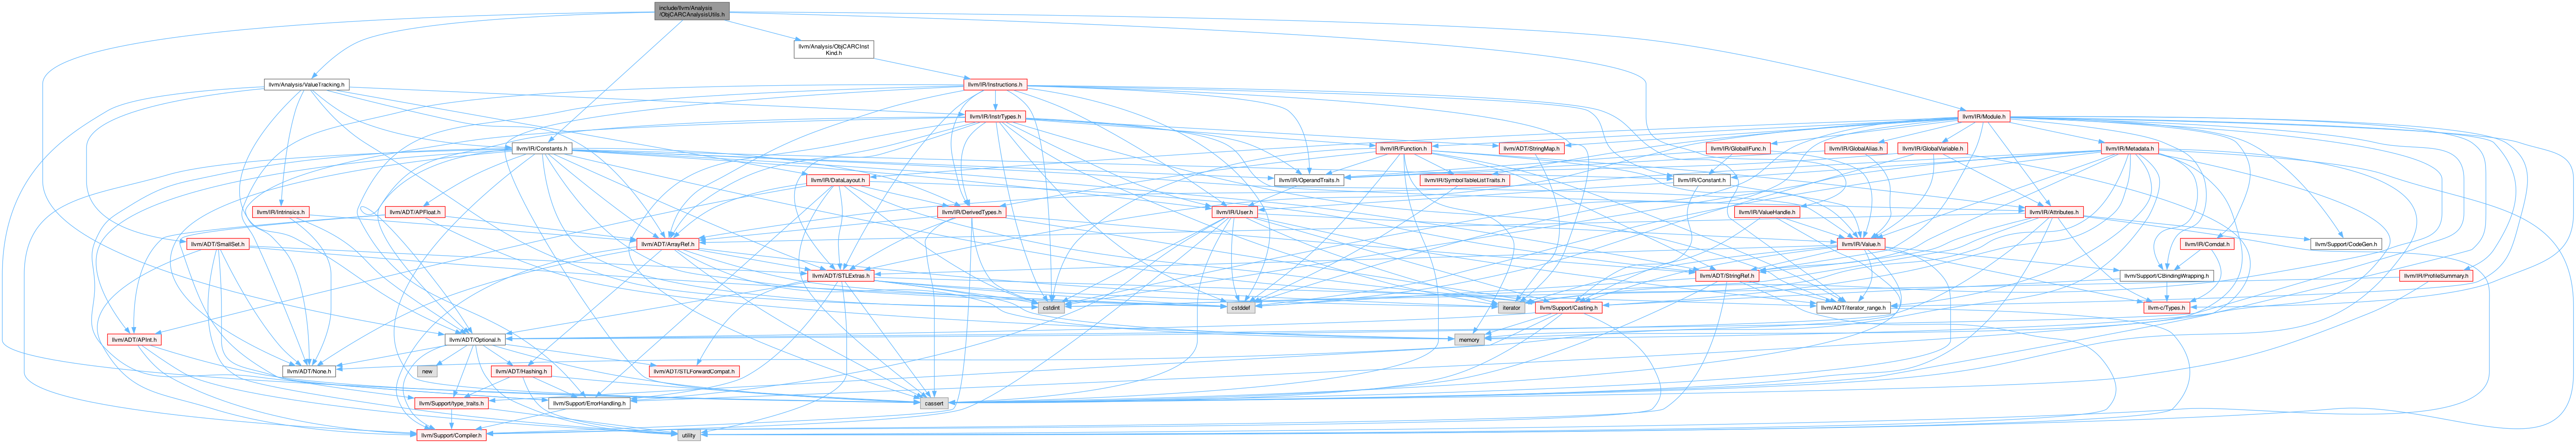 include/llvm/Analysis
/ObjCARCAnalysisUtils.h
llvm/Analysis/ObjCARCInst
Kind.h
llvm/Analysis/ValueTracking.h
llvm/IR/Instructions.h
llvm/IR/InstrTypes.h
llvm/IR/Module.h
llvm/IR/Constants.h
llvm/IR/Function.h
llvm/ADT/StringMap.h
llvm/IR/GlobalIFunc.h
llvm/IR/GlobalAlias.h
llvm/IR/GlobalVariable.h
llvm/IR/Metadata.h
llvm/IR/DataLayout.h
llvm/IR/OperandTraits.h
llvm/IR/SymbolTableListTraits.h
llvm/IR/Constant.h
llvm/IR/Intrinsics.h
llvm/ADT/APFloat.h
llvm/IR/DerivedTypes.h
llvm/IR/User.h
llvm/IR/ValueHandle.h
llvm/IR/Attributes.h
llvm/ADT/SmallSet.h
llvm/ADT/ArrayRef.h
llvm/IR/Value.h
llvm/IR/Comdat.h
llvm/Support/CodeGen.h
llvm/ADT/STLExtras.h
llvm/ADT/StringRef.h
llvm/Support/CBindingWrapping.h
llvm/IR/ProfileSummary.h
cstdint
cstddef
iterator
llvm/Support/Casting.h
llvm/ADT/iterator_range.h
llvm-c/Types.h
llvm/ADT/APInt.h
llvm/ADT/Optional.h
memory
llvm/ADT/None.h
new
llvm/ADT/Hashing.h
llvm/ADT/STLForwardCompat.h
llvm/Support/type_traits.h
llvm/Support/ErrorHandling.h
cassert
llvm/Support/Compiler.h
utility